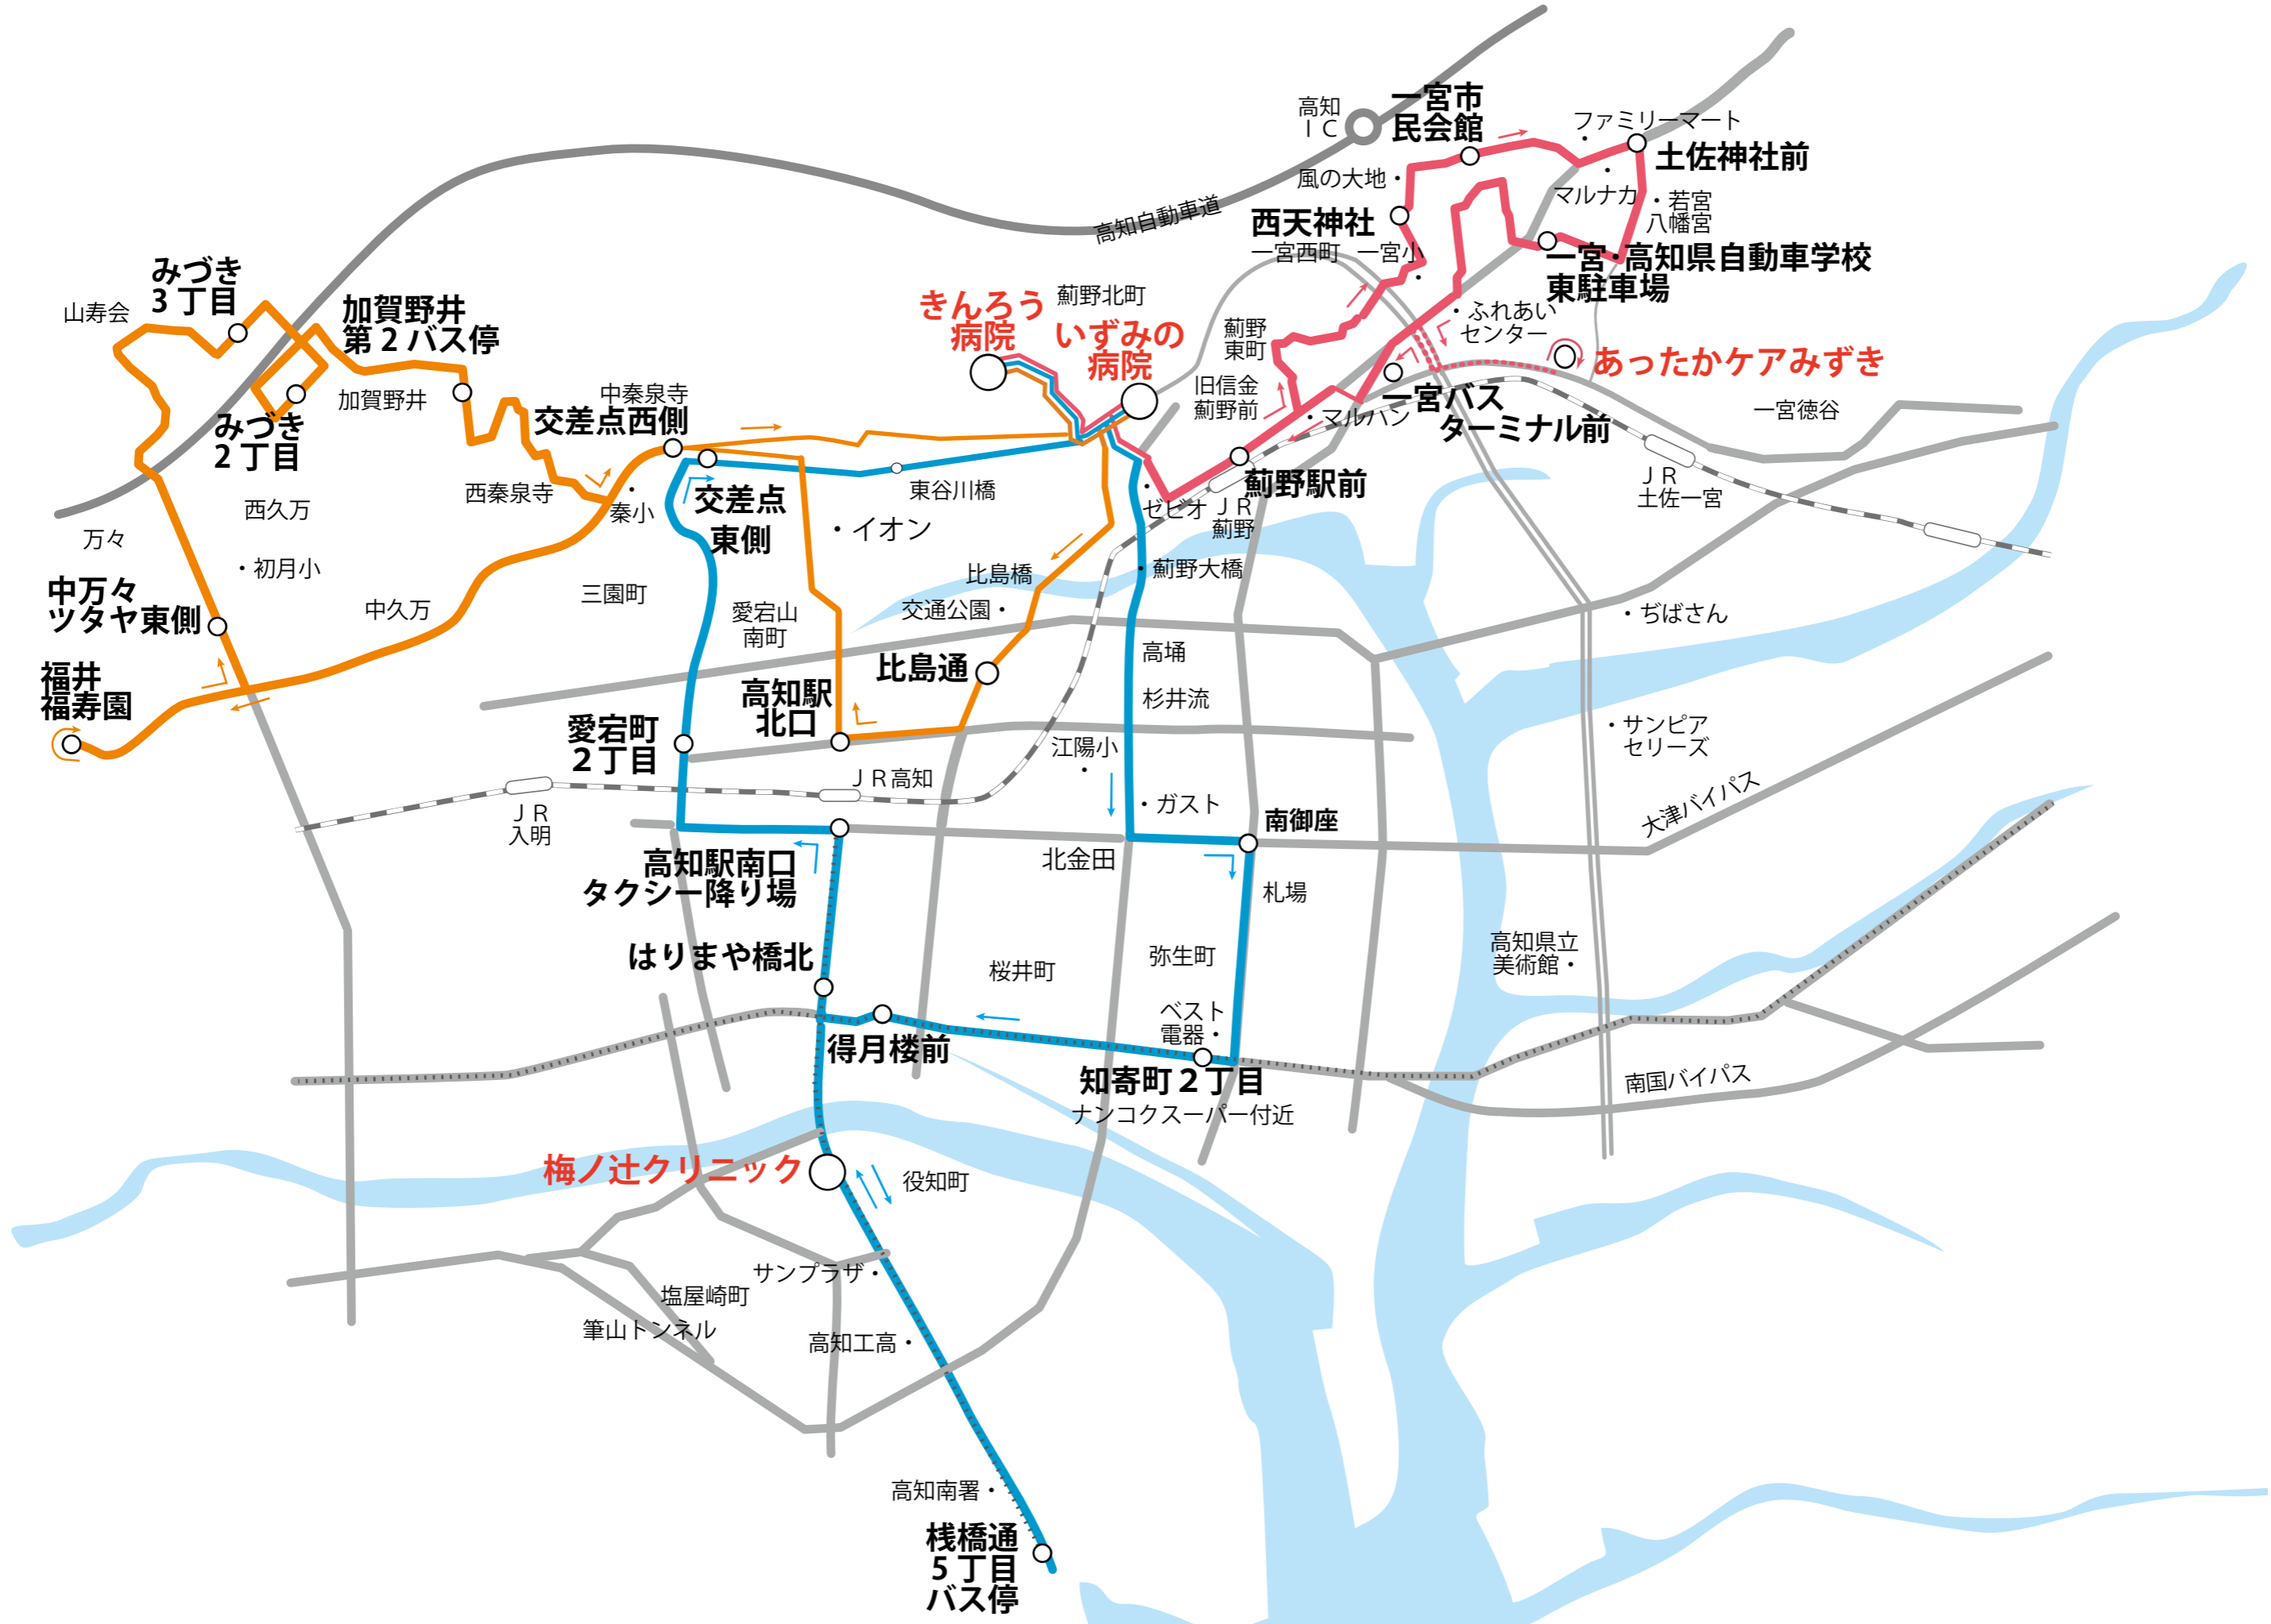 高知
ＩＣ
一宮市
民会館
ファミリーマート
土佐神社前
風の大地・
マルナカ
・若宮
八幡宮
高知自動車道
西天神社
一宮西町
一宮小
一宮・高知県自動車学校
東駐車場
みづき
3 丁目
山寿会
加賀野井
第 2 バス停
きんろう
病院
薊野北町
いずみの
病院
薊野
東町
・ふれあい
センター
あったかケアみずき
旧信金
薊野前
・マルハン
一宮バス
ターミナル前
一宮徳谷
みづき
2 丁目
加賀野井
中秦泉寺
交差点西側
西秦泉寺
秦小
交差点
東側
東谷川橋
・イオン
ゼビオ
ＪＲ
薊野
薊野駅前
ＪＲ
土佐一宮
西久万
万々
・初月小
中万々
ツタヤ東側
中久万
三園町
愛宕山
南町
比島橋
交通公園・
・薊野大橋
・ぢばさん
福井
福寿園
高知駅
北口
比島通
高埇
杉井流
愛宕町
２丁目
江陽小
・サンピア
セリーズ
ＪＲ高知
ＪＲ
入明
・ガスト
南御座
大津バイパス
高知駅南口
タクシー降り場
北金田
札場
はりまや橋北
桜井町
弥生町
高知県立
美術館・
ベスト
電器・
得月楼前
知寄町２丁目
ナンコクスーパー付近
南国バイパス
梅ノ辻クリニック
役知町
サンプラザ・
塩屋崎町
筆山トンネル
高知工高・
高知南署・
桟橋通
５丁目
バス停